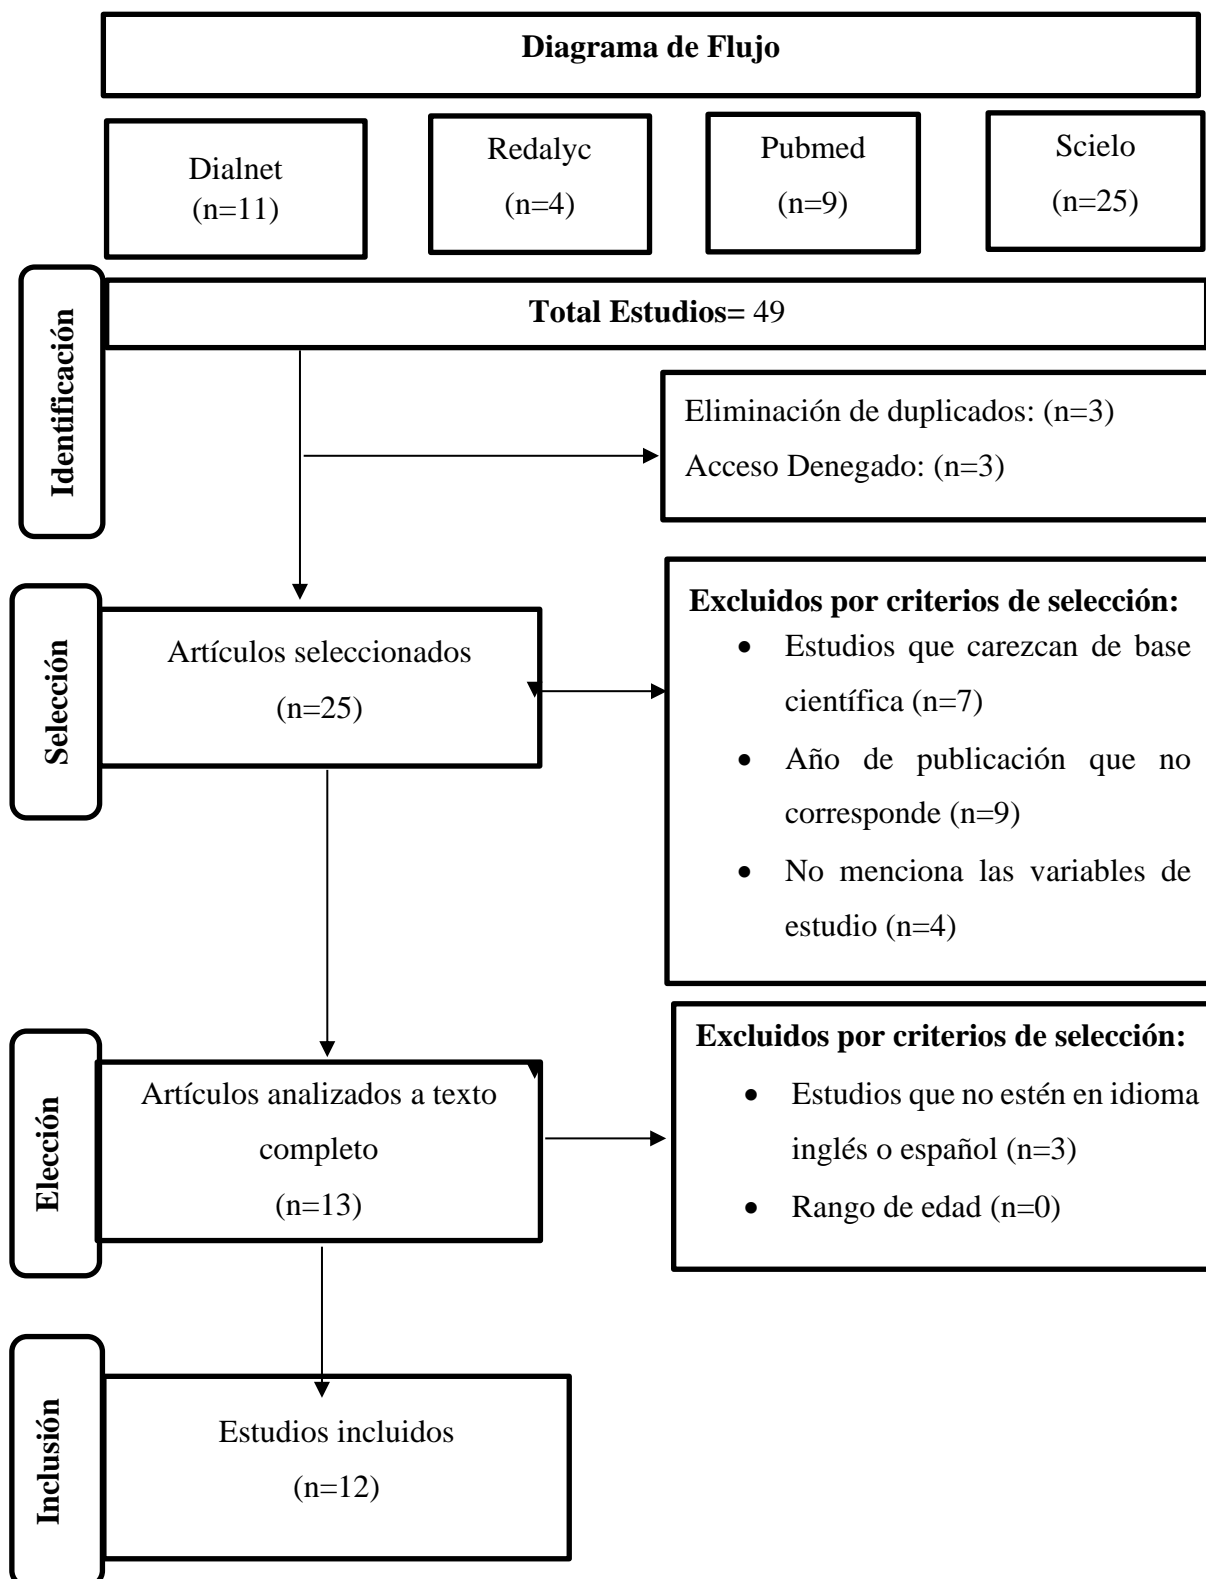 Diagrama de Flujo
Dialnet
(n=11)
Redalyc
(n=4)
Pubmed
(n=9)
Scielo
(n=25)
Identificación
Total Estudios= 49
Eliminación de duplicados: (n=3)
Acceso Denegado: (n=3)
Selección
Artículos seleccionados
(n=25)
Excluidos por criterios de selección:
• Estudios que carezcan de base
científica (n=7)
• Año de publicación que no
corresponde (n=9)
• No menciona las variables de
estudio (n=4)
Elección
Artículos analizados a texto
completo
(n=13)
Excluidos por criterios de selección:
• Estudios que no estén en idioma
inglés o español (n=3)
• Rango de edad (n=0)
Inclusión
Estudios incluidos
(n=12)